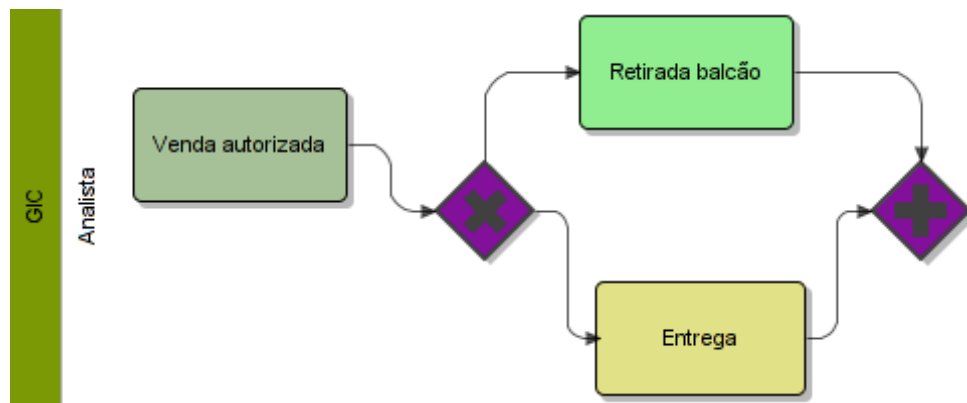 GIC
Analista
Venda autorizada
Retirada balcão
Entrega